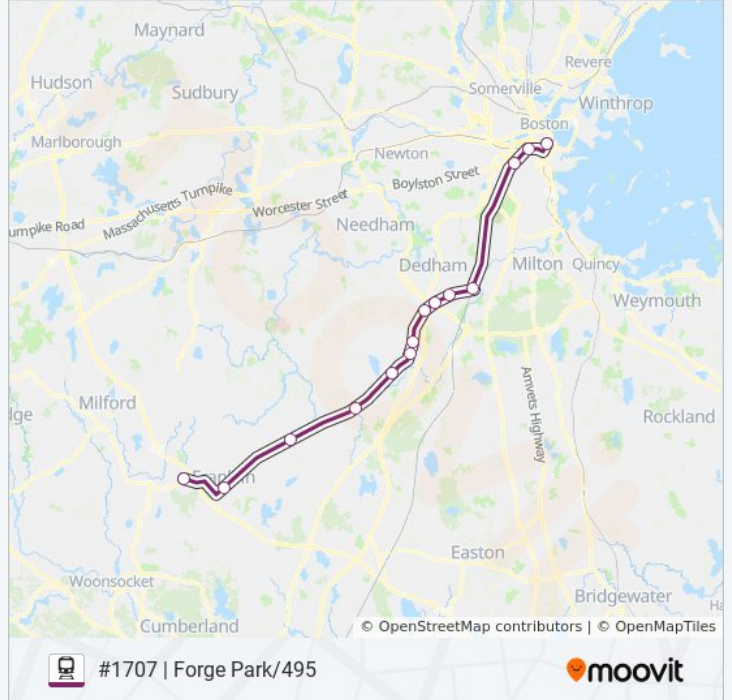 Maynard
Revere
Hudson
Sudbury
Somerville
Winthrop
Boston
Marlborough
Newton
Boylston Street
Massachusetts Turnpike
Worcester Street
umpike Road
Needham
Dedham
Milton
Quincy
Weymouth
Amvets Highway
dge
Milford
Rockland
Franklin
Easton
Woonsocket
Bridgewater
Ha
Cumberland
© OpenStreetMap contributors | © OpenMapTiles
#1707 | Forge Park/495
moovit